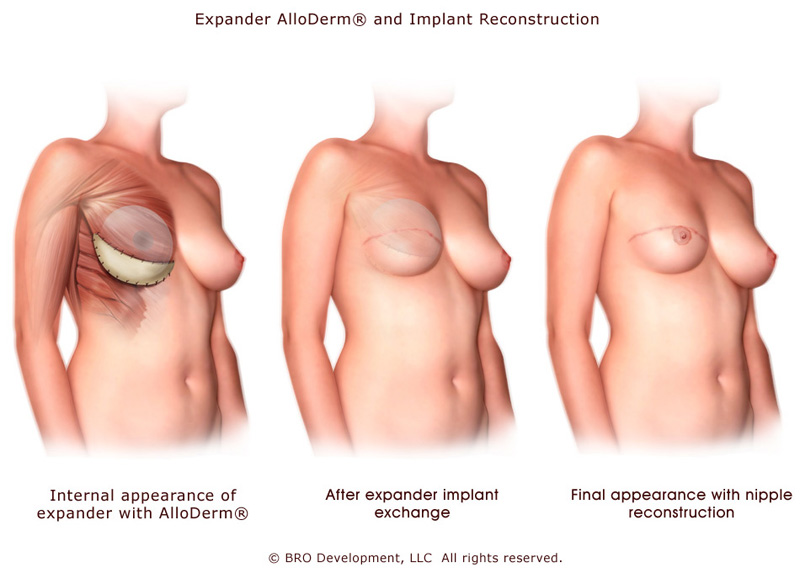 Expander AlloDerm® and Implant Reconstruction
Internal appearance of
expander with AlloDerm®
After expander implant
exchange
Final appearance with nipple
reconstruction
© BRO Development, LLC  All rights reserved.